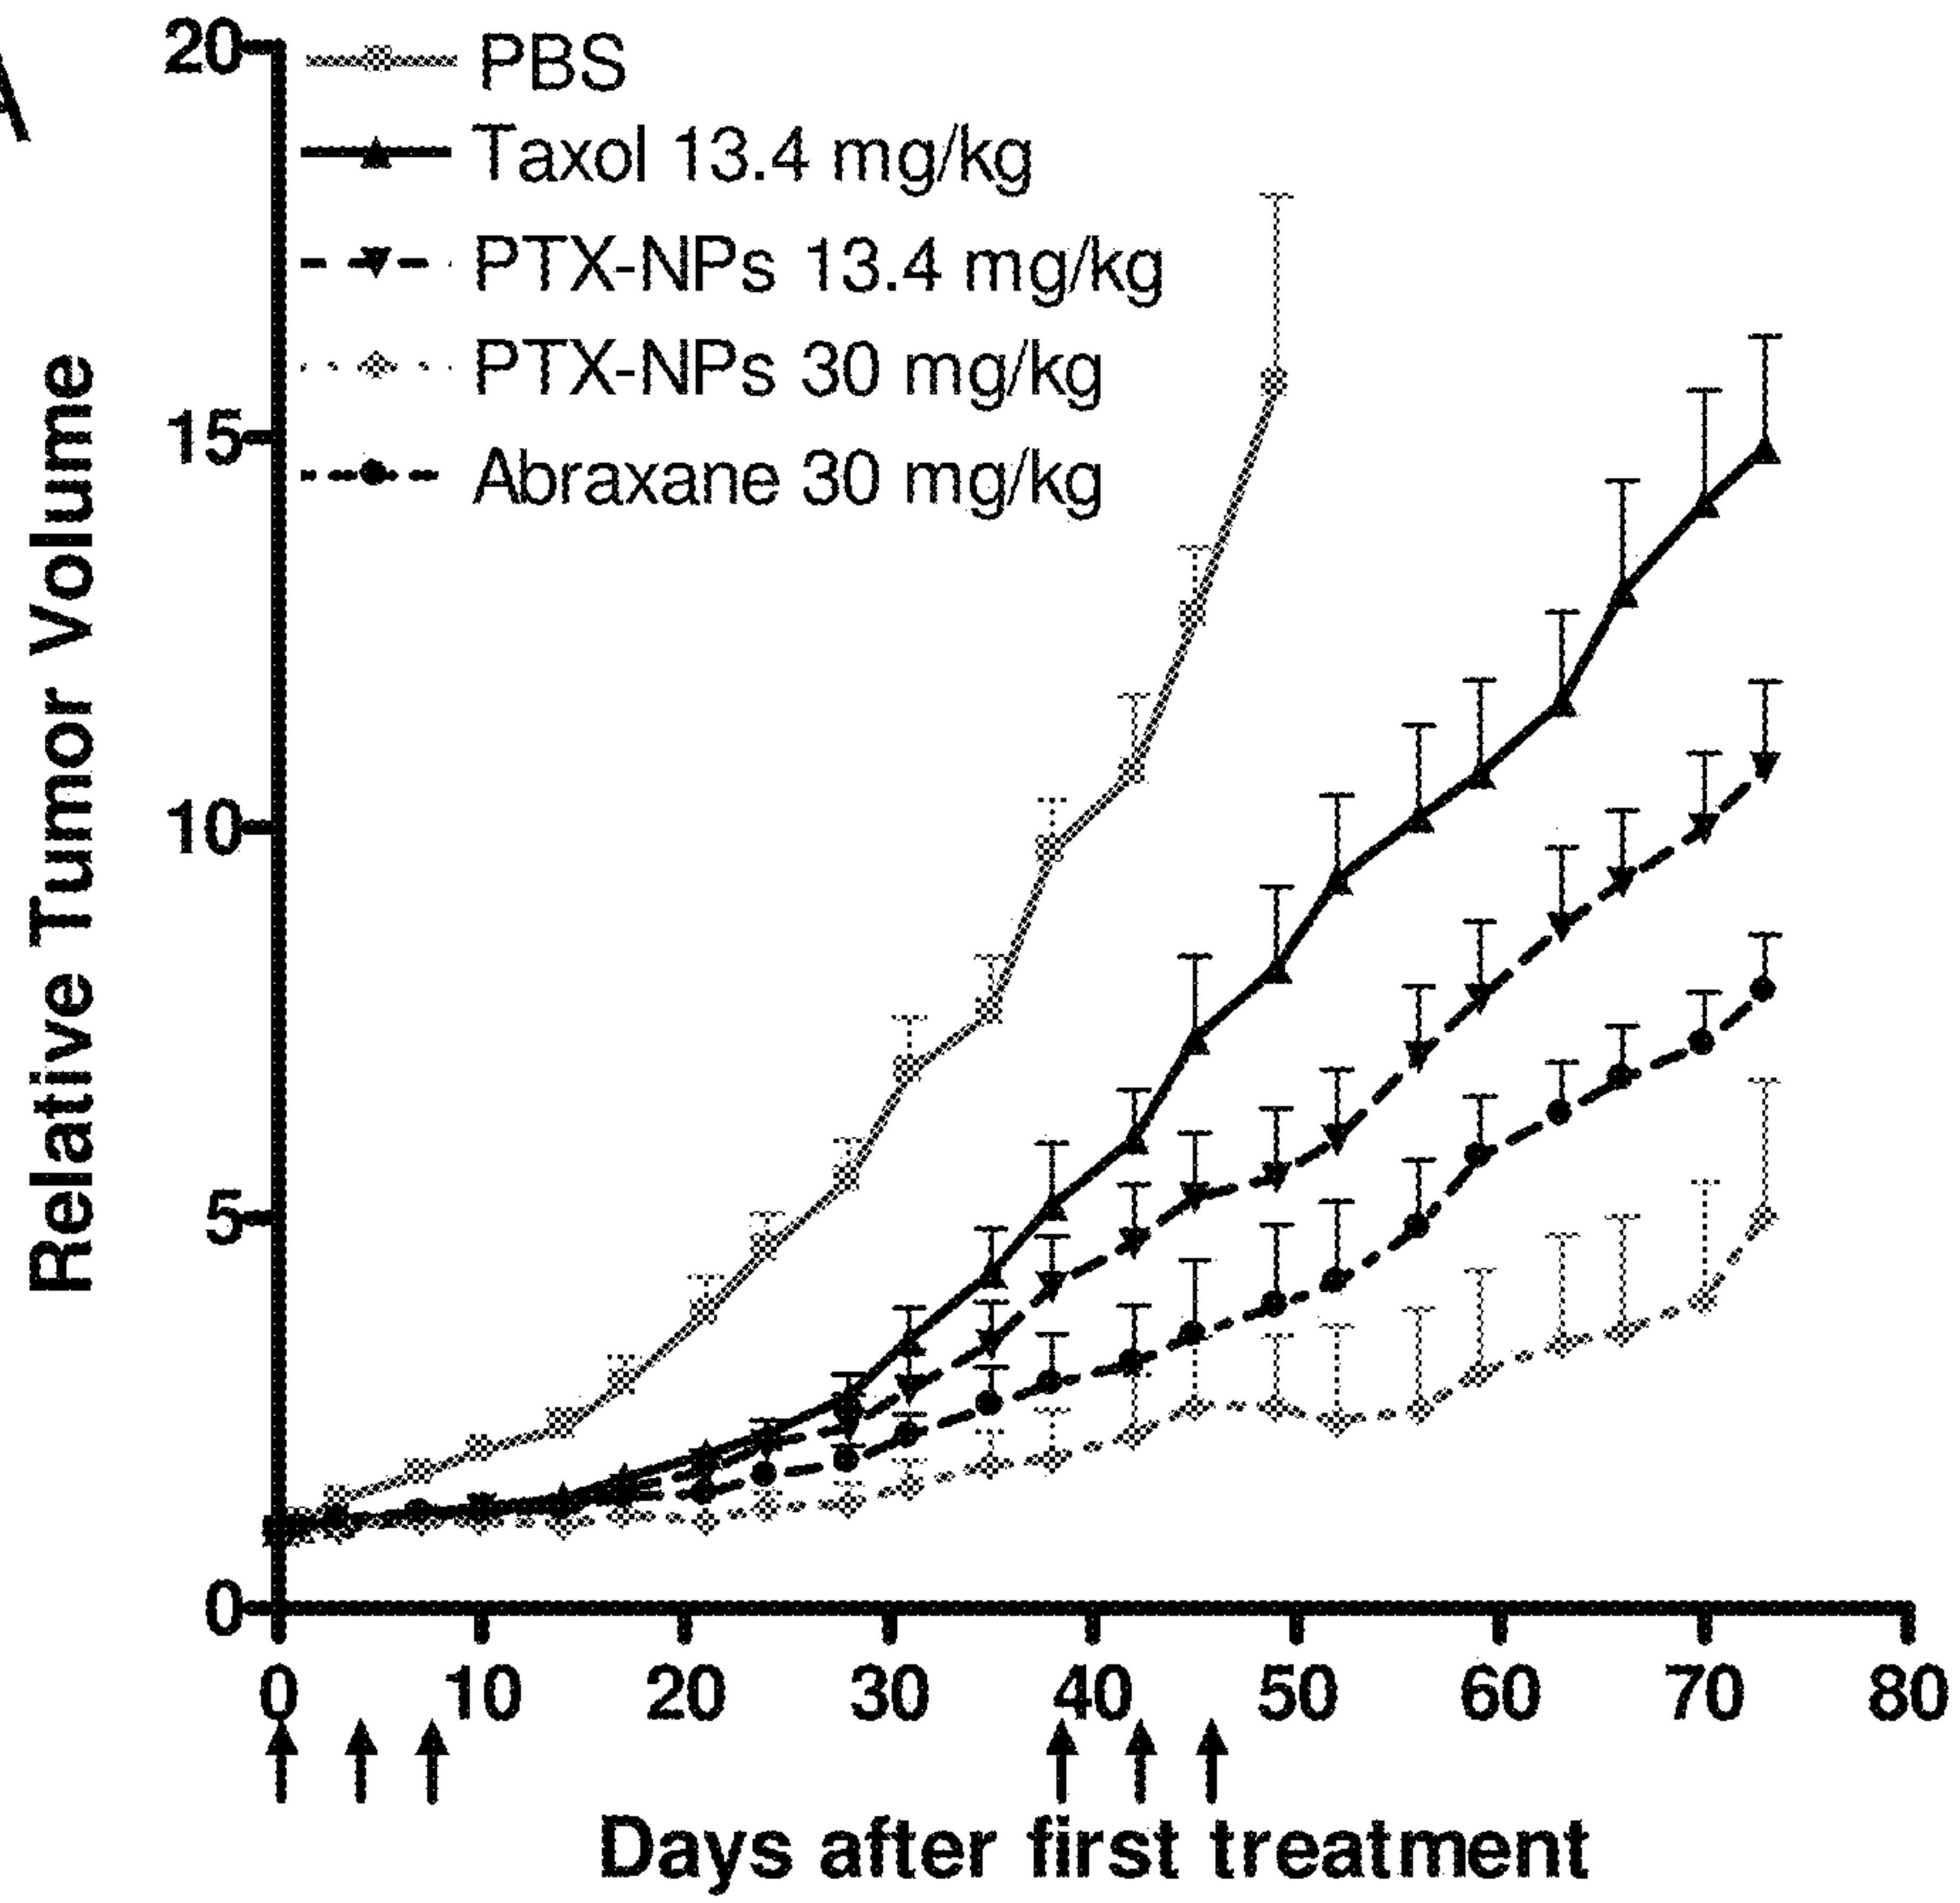 A
20
PBS
Taxol 13.4 mg/kg
PTX-NPs 13.4 mg/kg
PTX-NPs 30 mg/kg
Abraxane 30 mg/kg
15
10
5
0
Relative Tumor Volume
0 10 20 30 40 50 60 70 80
Days after first treatment